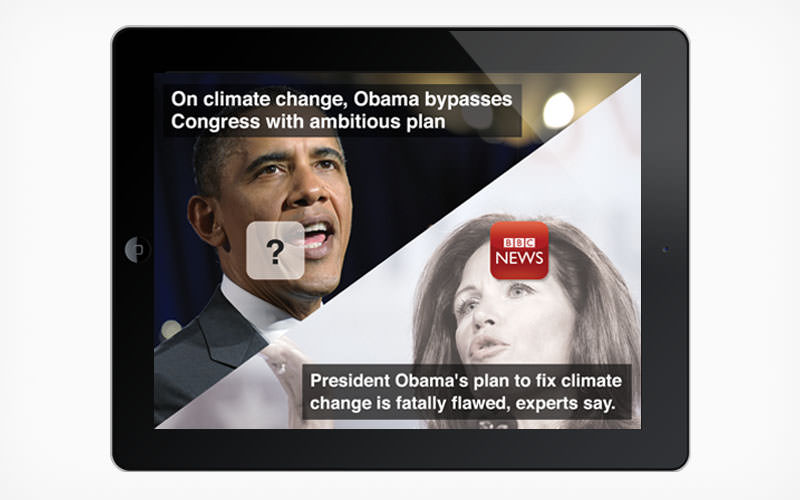 On climate change, Obama bypasses
Congress with ambitious plan
?
BBC
NEWS
President Obama's plan to fix climate
change is fatally flawed, experts say.